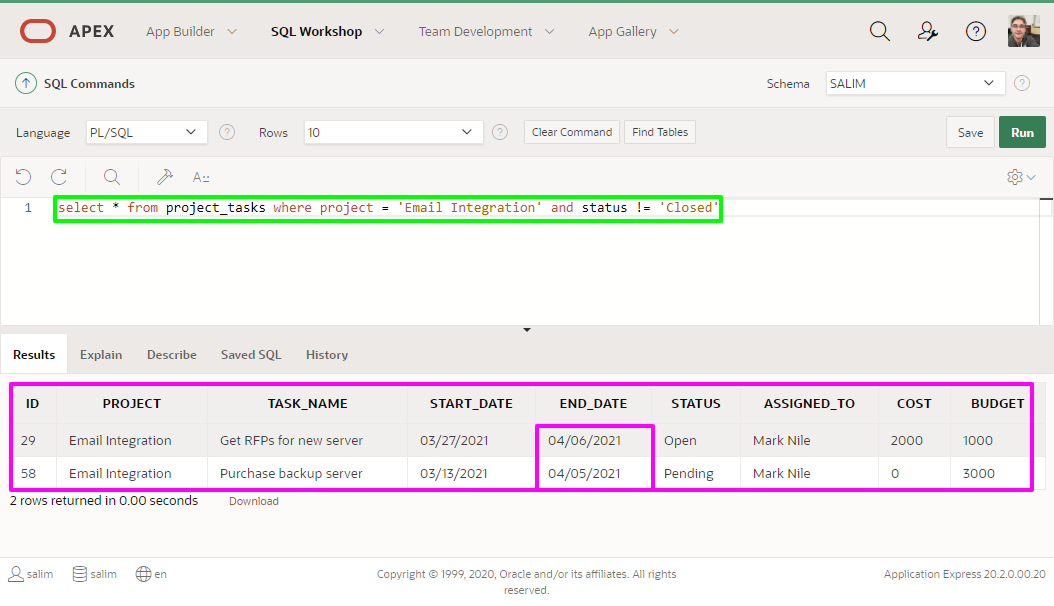 APEX App Builder SQL Workshop Team Development App Gallery ?
SQL Commands Schema SALIM ?
Language PL/SQL ? Rows 10 ? Clear Command Find Tables Save Run
A::
1 select * from project_tasks where project = 'Email Integration' and status != 'Closed'
Results Explain Describe Saved SQL History
ID PROJECT TASK_NAME START_DATE END_DATE STATUS ASSIGNED_TO COST BUDGET
29 Email Integration Get RFPs for new server 03/27/2021 04/06/2021 Open Mark Nile 2000 1000
58 Email Integration Purchase backup server 03/13/2021 04/05/2021 Pending Mark Nile 0 3000
2 rows returned in 0.00 seconds Download
salim salim en Copyright © 1999, 2020, Oracle and/or its affiliates. All rights Application Express 20.2.0.00.20
reserved.